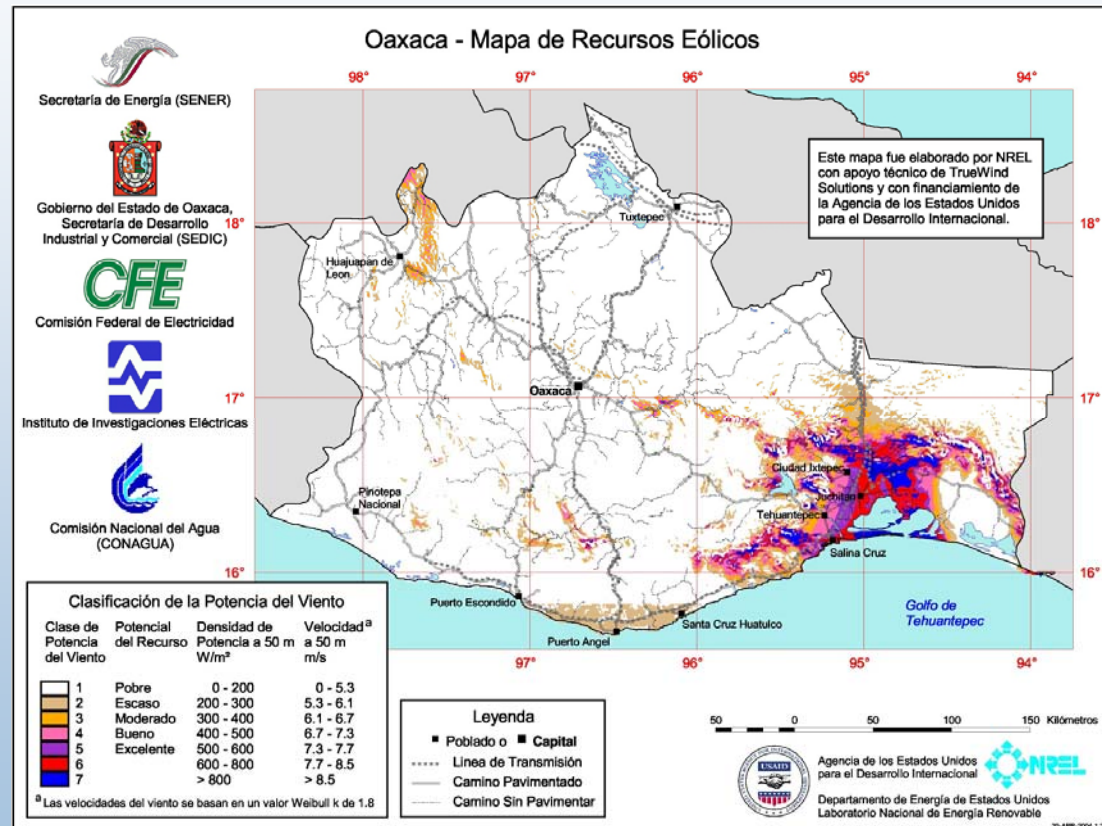 Oaxaca - Mapa de Recursos Eólicos
Secretaría de Energía (SENER)
Gobierno del Estado de Oaxaca,
Secretaría de Desarrollo
Industrial y Comercial (SEDIC)
CFE
Comisión Federal de Electricidad
Instituto de Investigaciones Eléctricas
Comisión Nacional del Agua
(CONAGUA)
98°
97°
96°
95°
94°
Este mapa fue elaborado por NREL
con apoyo técnico de TrueWind
Solutions y con financiamiento de
la Agencia de los Estados Unidos
para el Desarrollo Internacional.
18°
18°
17°
17°
16°
16°
Tuxtepec
Huajuapan de
Leon
Oaxaca
Ciudad Ixtepec
Juchitan
Tehuantepec
Pinotepa
Nacional
Salina Cruz
Puerto Escondido
Santa Cruz Huatulco
Puerto Angel
Golfo de
Tehuantepec
97°
96°
95°
94°
Clasificación de la Potencia del Viento
Clase de Potencia del Viento Potencial del Recurso Densidad de Potencia a 50 m W/m² Velocidad a a 50 m m/s
1 Pobre 0 - 200 0 - 5.3
2 Escaso 200 - 300 5.3 - 6.1
3 Moderado 300 - 400 6.1 - 6.7
4 Bueno 400 - 500 6.7 - 7.3
5 Excelente 500 - 600 7.3 - 7.7
6 600 - 800 7.7 - 8.5
7 > 800 > 8.5
a Las velocidades del viento se basan en un valor Weibull k de 1.8
Leyenda
Poblado o Capital
Linea de Transmisión
Camino Pavimentado
Camino Sin Pavimentar
50 0 50 100 150 Kilómetros
USAID
Agencia de los Estados Unidos
para el Desarrollo Internacional
NREL
Departamento de Energía de Estados Unidos
Laboratorio Nacional de Energía Renovable